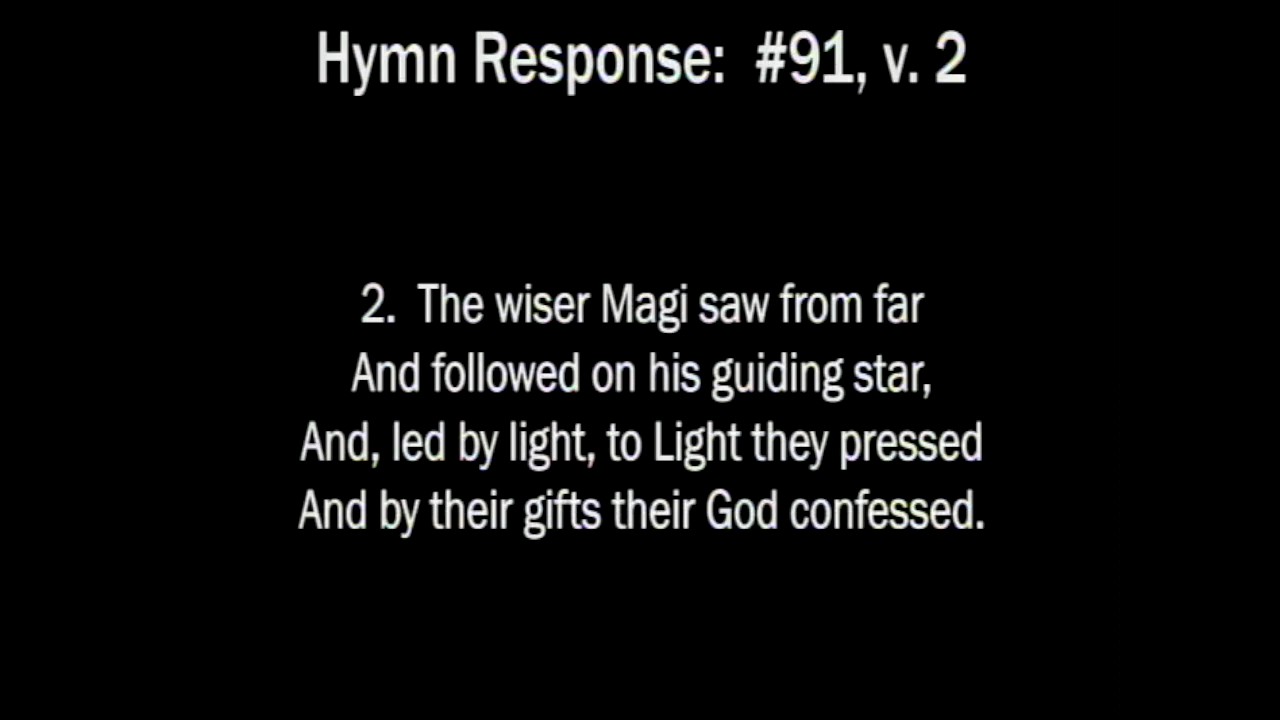 Hymn Response:  #91, v. 2
2.  The wiser Magi saw from far
And followed on his guiding star,
And, led by light, to Light they pressed
And by their gifts their God confessed.